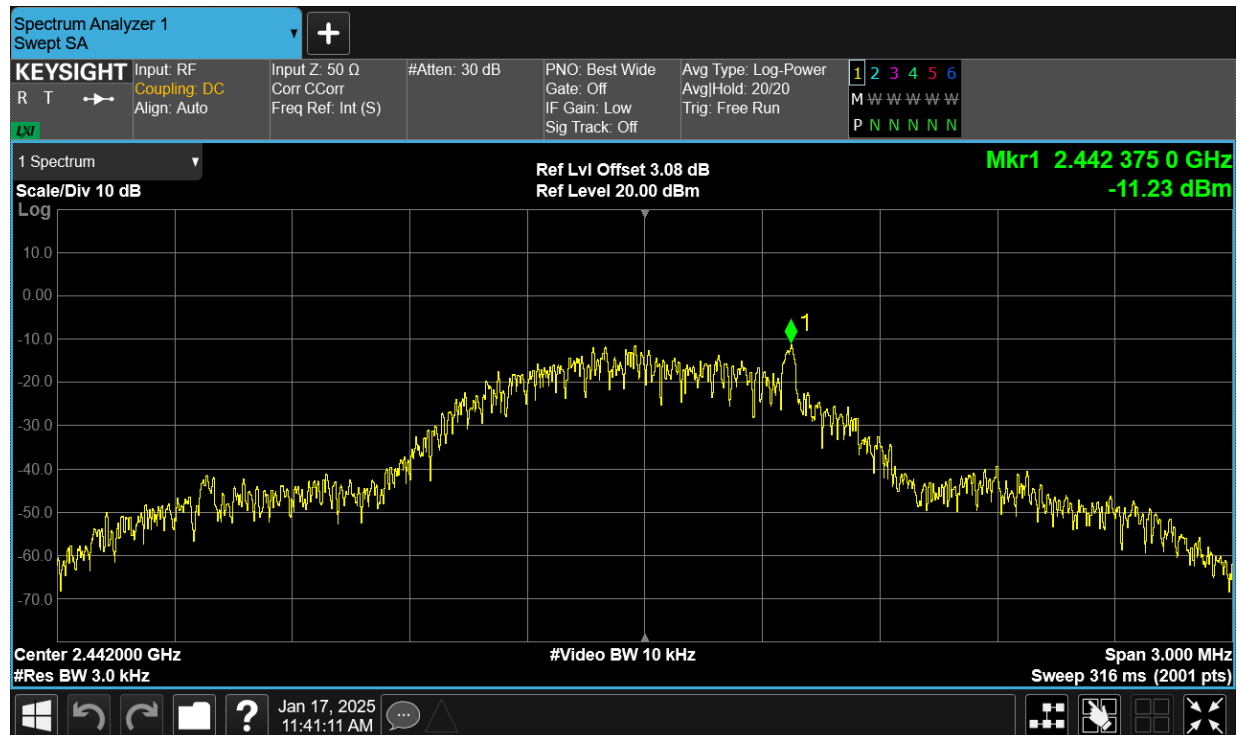 Spectrum Analyzer 1
Swept SA
KEYSIGHT
R T
LXI
Input: RF
Coupling: DC
Align: Auto
Input Z: 50 Ω
Corr CCorr
Freq Ref: Int (S)
#Atten: 30 dB
PNO: Best Wide
Gate: Off
IF Gain: Low
Sig Track: Off
Avg Type: Log-Power
Avg|Hold: 20/20
Trig: Free Run
1 2 3 4 5 6
M W W W W W W
P N N N N N N
1 Spectrum
Scale/Div 10 dB
Log
Ref Lvl Offset 3.08 dB
Ref Level 20.00 dBm
Mkr1 2.442 375 0 GHz
-11.23 dBm
10.0
0.00
-10.0
-20.0
-30.0
-40.0
-50.0
-60.0
-70.0
1
Center 2.442000 GHz
#Res BW 3.0 kHz
#Video BW 10 kHz
Span 3.000 MHz
Sweep 316 ms (2001 pts)
?
Jan 17, 2025
11:41:11 AM